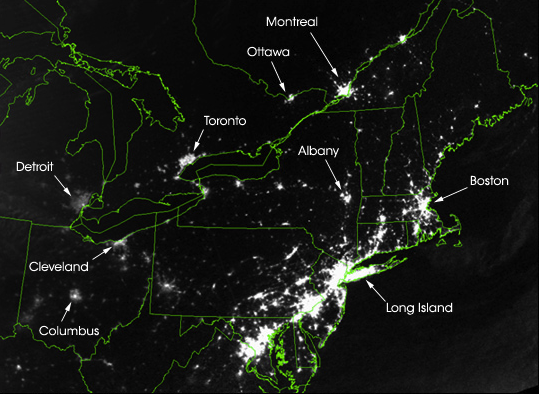 Montreal
Ottawa
Toronto
Albany
Detroit
Boston
Cleveland
Long Island
Columbus